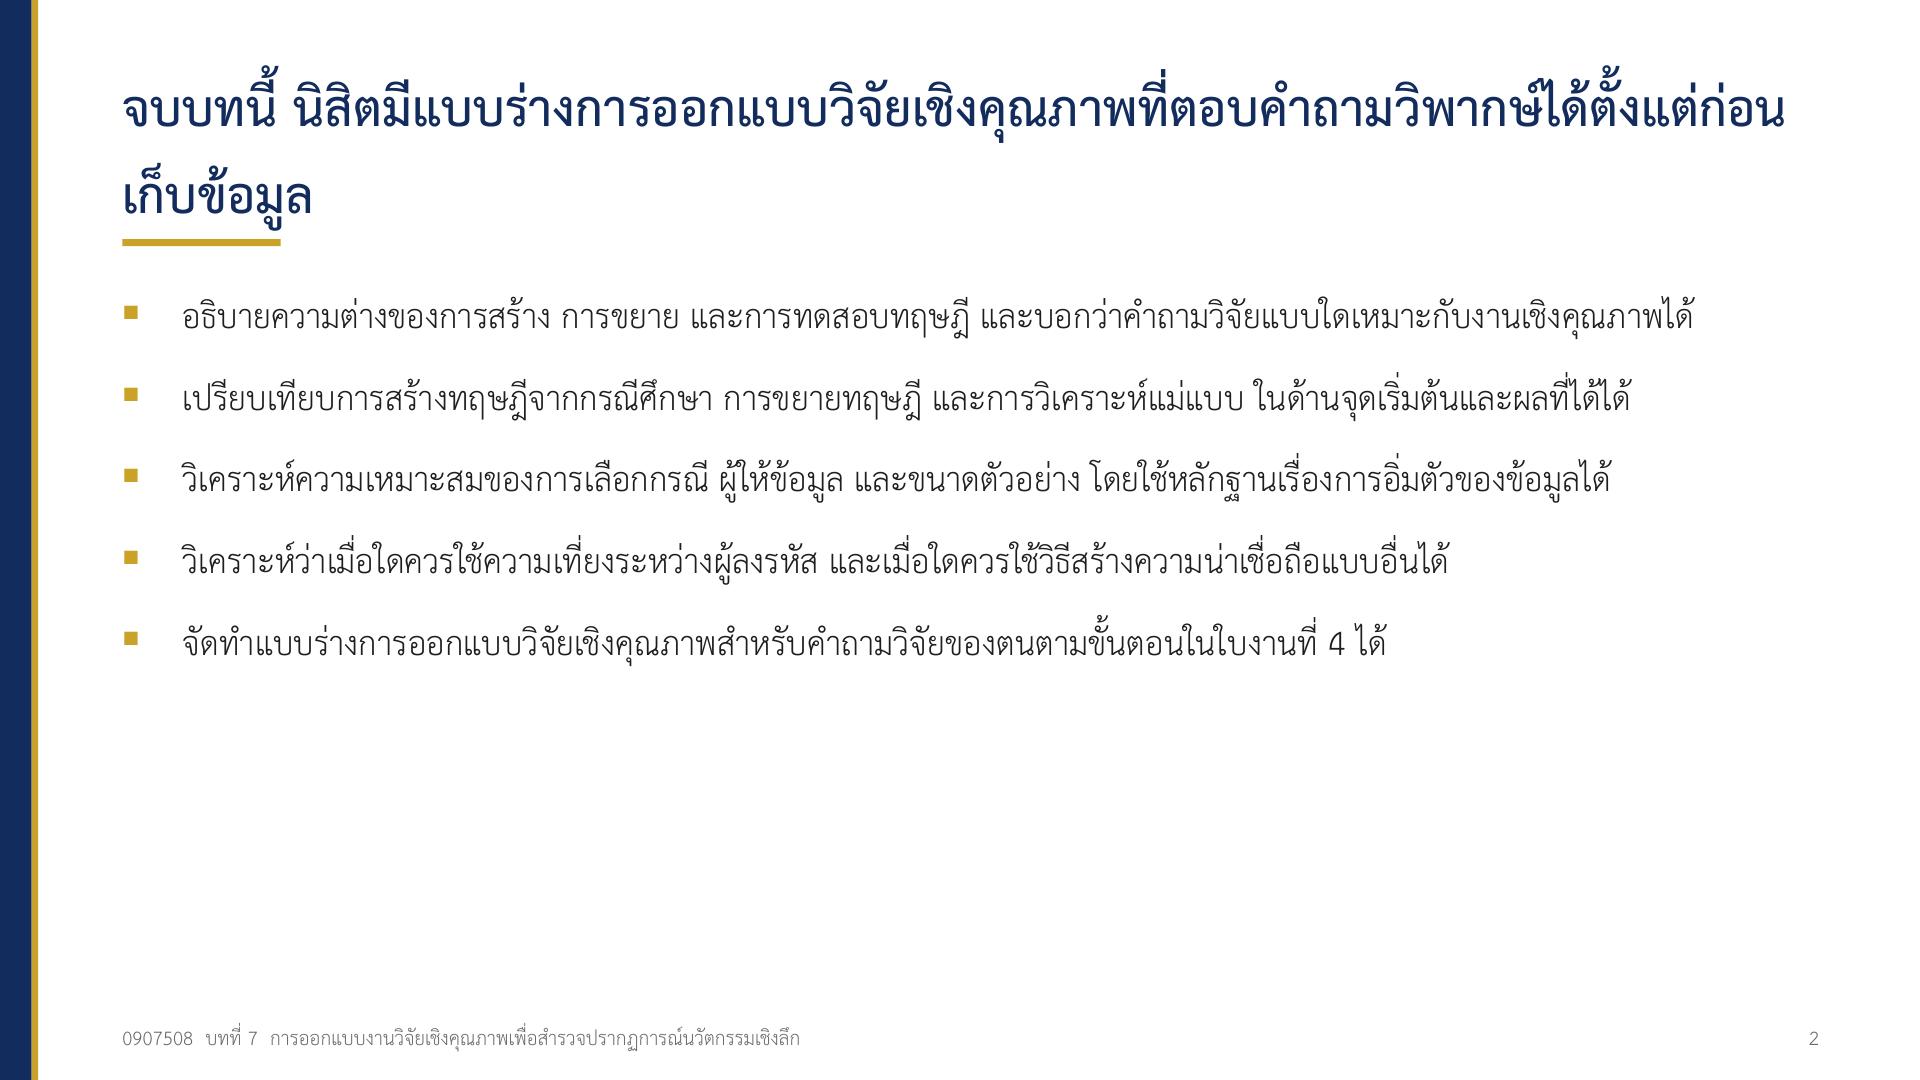 จบบทนี้ นิสิตมีแบบร่างการออกแบบวิจัยเชิงคุณภาพที่ตอบคำถามวิพากษ์ได้ตั้งแต่ก่อน
เก็บข้อมูล
▪ อธิบายความต่างของการสร้าง การขยาย และการทดสอบทฤษฎี และบอกว่าคำถามวิจัยแบบใดเหมาะกับงานเชิงคุณภาพได้
▪ เปรียบเทียบการสร้างทฤษฎีจากกรณีศึกษา การขยายทฤษฎี และการวิเคราะห์แม่แบบ ในด้านจุดเริ่มต้นและผลที่ได้ได้
▪ วิเคราะห์ความเหมาะสมของการเลือกกรณี ผู้ให้ข้อมูล และขนาดตัวอย่าง โดยใช้หลักฐานเรื่องการอิ่มตัวของข้อมูลได้
▪ วิเคราะห์ว่าเมื่อใดควรใช้ความเที่ยงระหว่างผู้ลงรหัส และเมื่อใดควรใช้วิธีสร้างความน่าเชื่อถือแบบอื่นได้
▪ จัดทำแบบร่างการออกแบบวิจัยเชิงคุณภาพสำหรับคำถามวิจัยของตนตามขั้นตอนในใบงานที่ 4 ได้
0907508 บทที่ 7 การออกแบบงานวิจัยเชิงคุณภาพเพื่อสำรวจปรากฏการณ์นวัตกรรมเชิงลึก
2